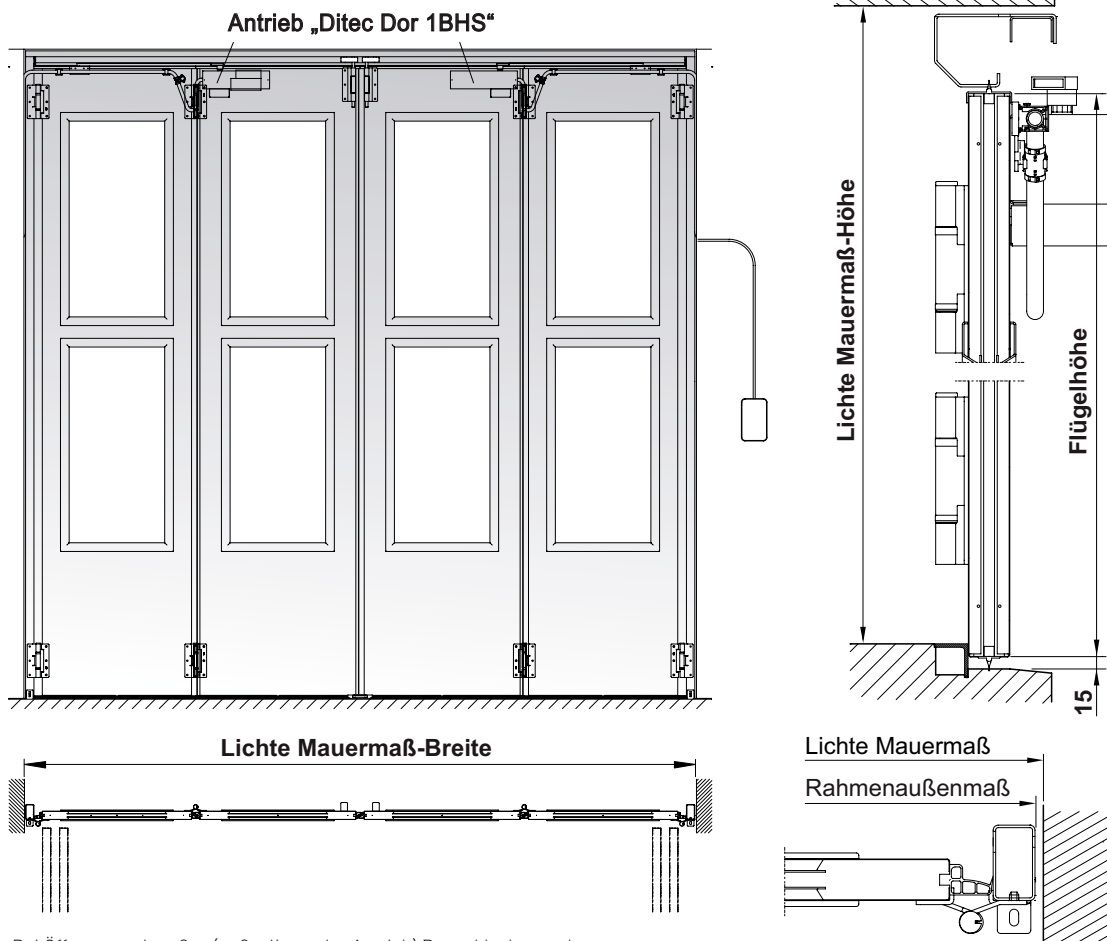 Antrieb „Ditec Dor 1BHS“
Lichte Mauermaß-Höhe
Flügelhöhe
15
Lichte Mauermaß-Breite
Lichte Mauermaß
Rahmenaußenmaß